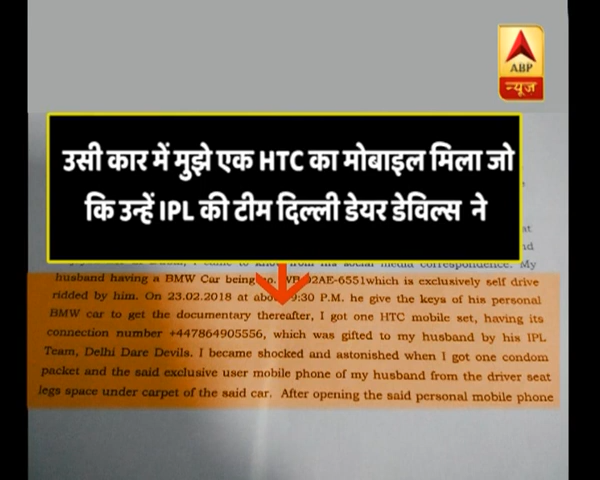 ABP
न्यूज़
उसी कार में मुझे एक HTC का मोबाइल मिला जो
कि उन्हें IPL की टीम दिल्ली डेयर डेविल्स ने
husband having a BMW Car being no. 02AE-6551which is exclusively self drive
ridded by him. On 23.02.2018 at about 9:30 P.M. he give the keys of his personal
BMW car to get the documentary thereafter, I got one HTC mobile set, having its
connection number +447864905556, which was gifted to my husband by his IPL
Team, Delhi Dare Devils. I became shocked and astonished when I got one condom
packet and the said exclusive user mobile phone of my husband from the driver seat
legs space under carpet of the said car. After opening the said personal mobile phone